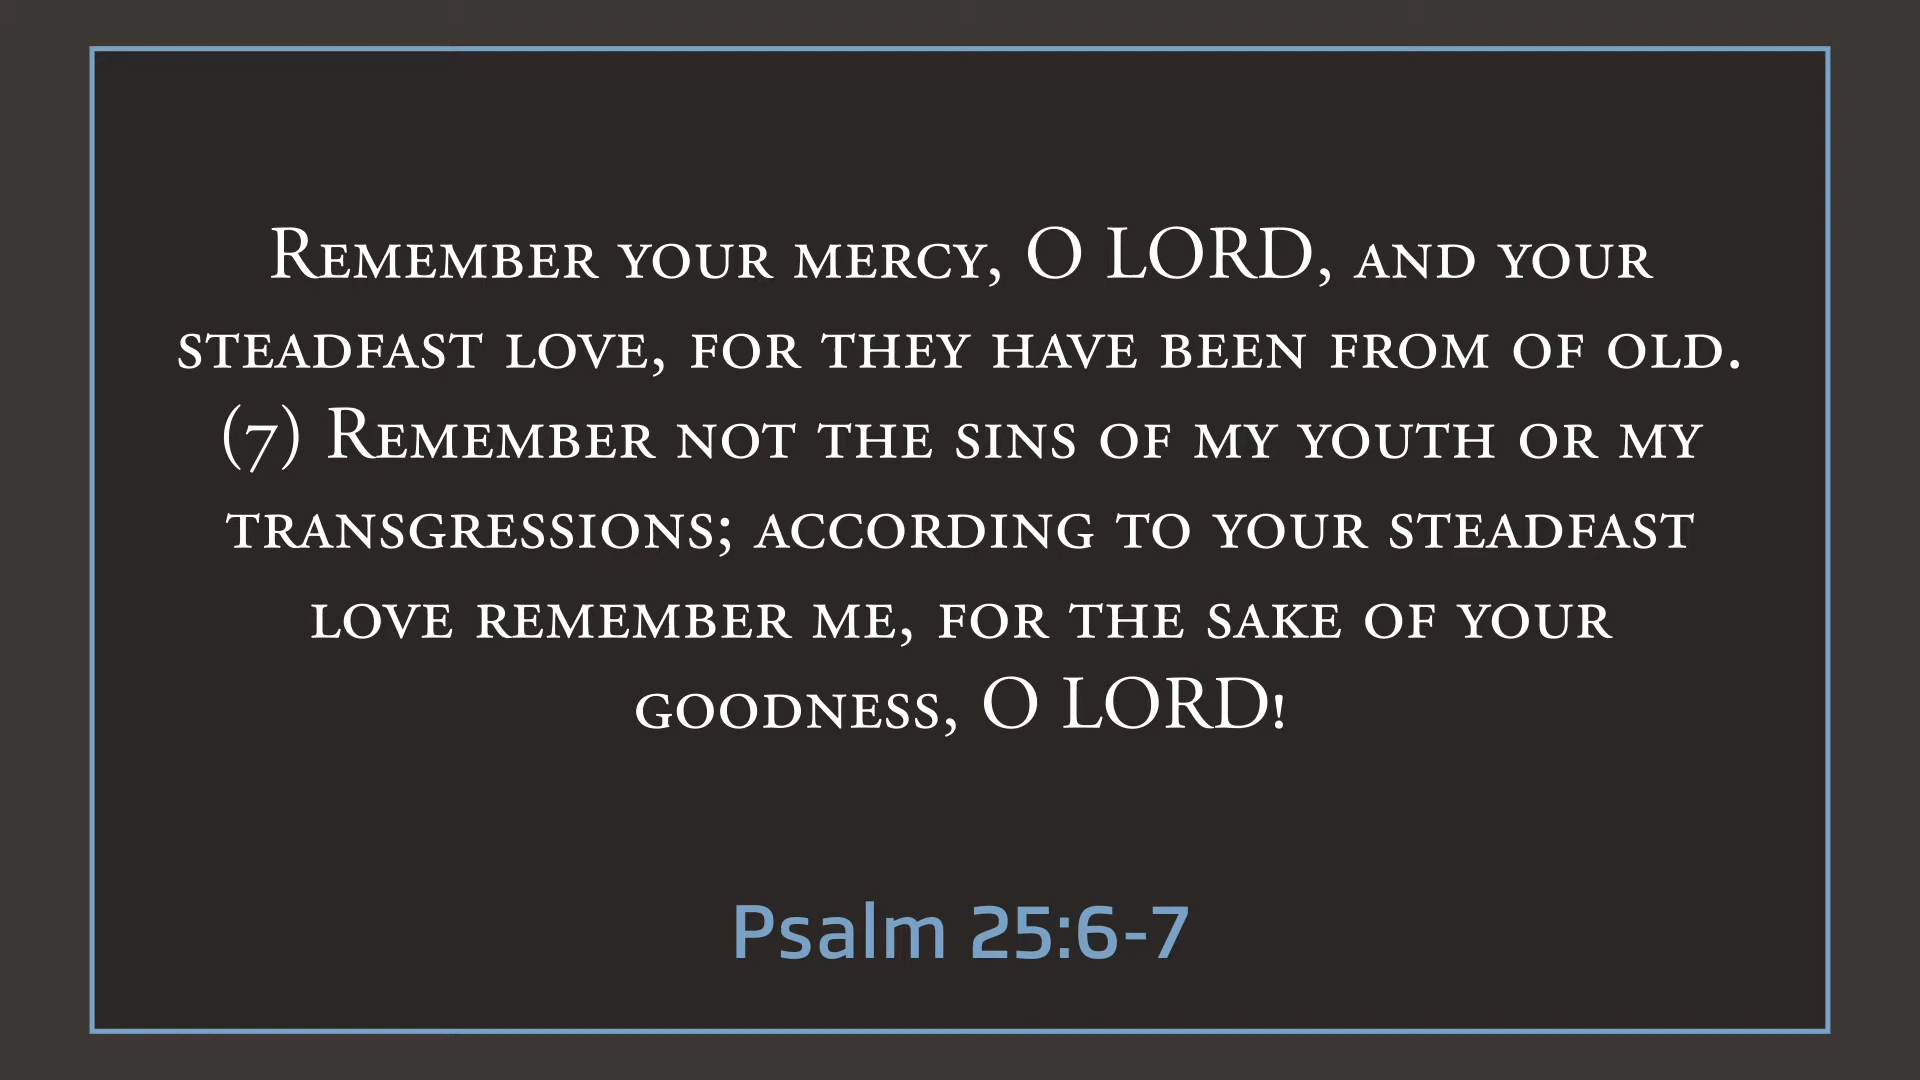 Remember your mercy, O LORD, and your
steadfast love, for they have been from of old.
(7) Remember not the sins of my youth or my
transgressions; according to your steadfast
love remember me, for the sake of your
goodness, O LORD!
Psalm 25:6-7